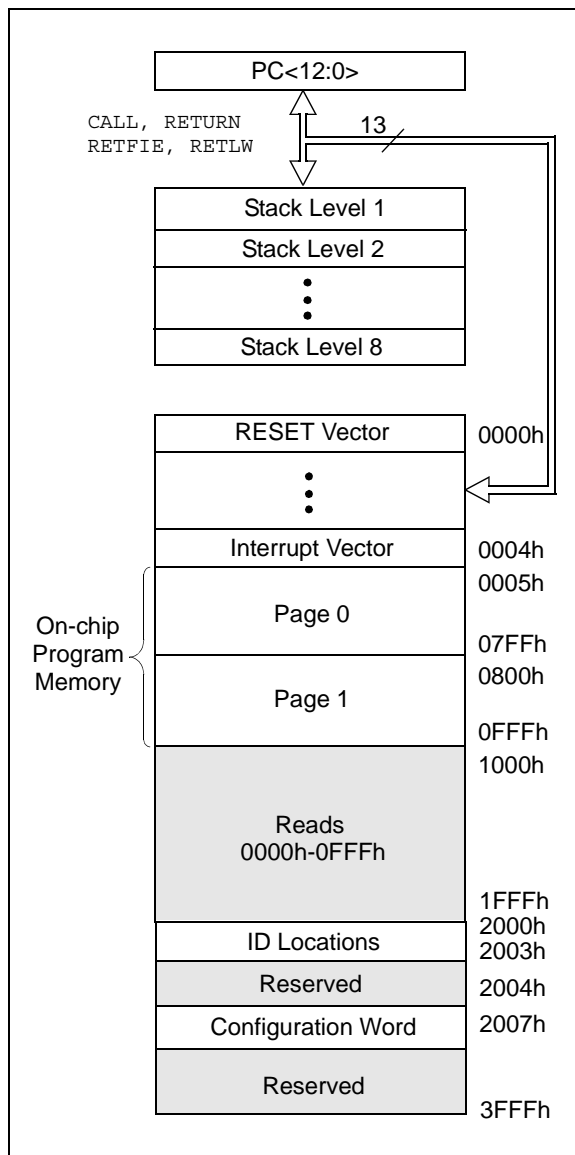 PC<12:0>
CALL, RETURN
RETFIE, RETLW
13
Stack Level 1
Stack Level 2
Stack Level 8
RESET Vector
0000h
Interrupt Vector
0004h
0005h
On-chip
Program
Memory
Page 0
07FFh
0800h
Page 1
0FFFh
1000h
Reads
0000h-0FFFh
1FFFh
2000h
ID Locations
2003h
Reserved
2004h
Configuration Word
2007h
Reserved
3FFFh